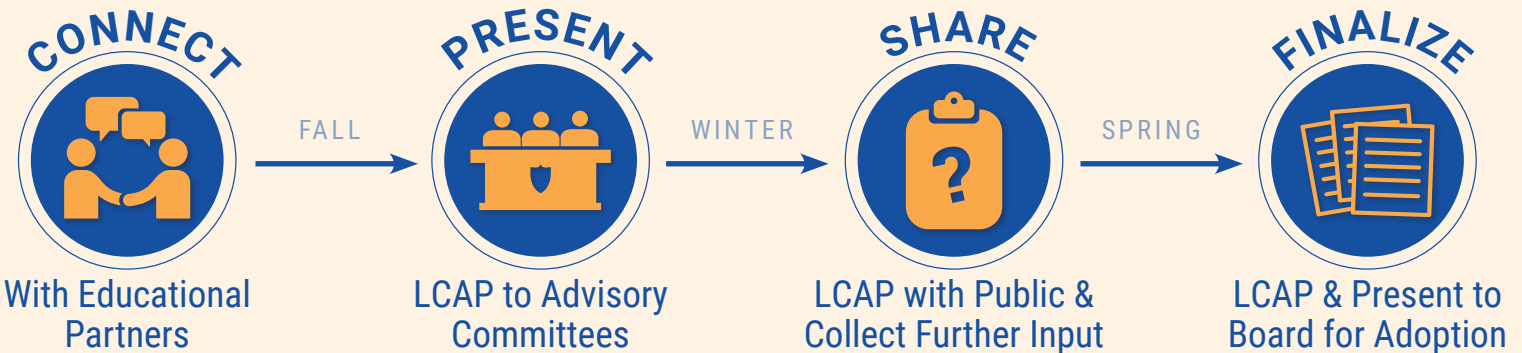 CONNECT
With Educational
Partners
FALL
PRESENT
LCAP to Advisory
Committees
WINTER
SHARE
?
LCAP with Public &
Collect Further Input
SPRING
FINALIZE
LCAP & Present to
Board for Adoption